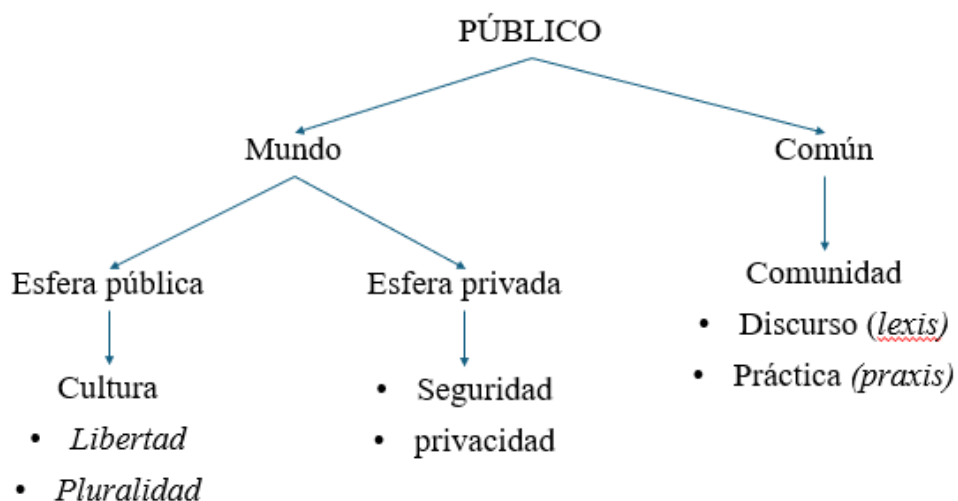 PÚBLICO
Mundo
Común
Esfera pública
Esfera privada
Comunidad
• Discurso (lexis)
• Práctica (praxis)
Cultura
• Libertad
• Pluralidad
• Seguridad
• privacidad